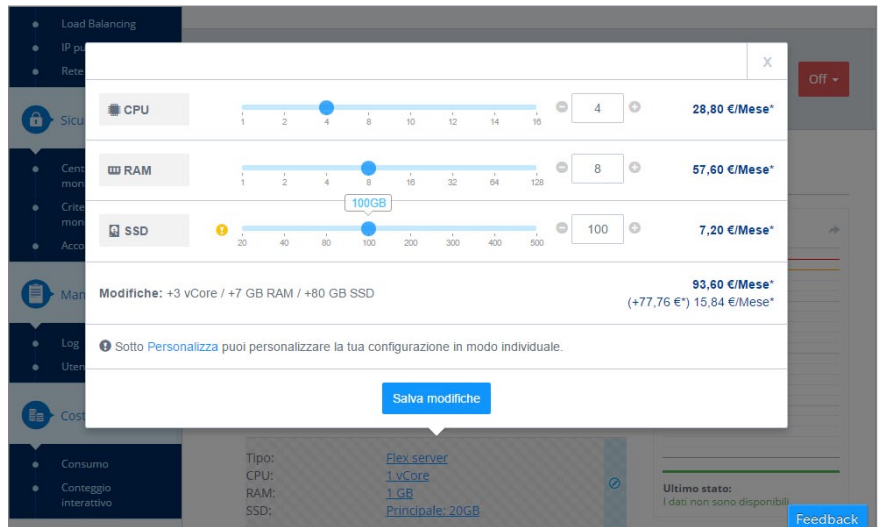 Load Balancing
IP pu
Rete
X
Off
CPU
1 2 4 8 10 12 14 16
4
28,80 €/Mese*
Sicu
RAM
1 2 4 8 16 32 64 128
8
57,60 €/Mese*
Cent
mon
Crite
mon
100GB
SSD
20 40 80 100 200 300 400 500
100
7,20 €/Mese*
Acco
Man
Modifiche: +3 vCore / +7 GB RAM / +80 GB SSD
93,60 €/Mese*
(+77,76 €*) 15,84 €/Mese*
Log
Uten
Sotto Personalizza puoi personalizzare la tua configurazione in modo individuale.
Salva modifiche
Cost
Consumo
Conteggio
interattivo
Tipo: Flex server
CPU: 1 vCore
RAM: 1 GB
SSD: Principale: 20GB
Ultimo stato:
I dati non sono disponibili
Feedback